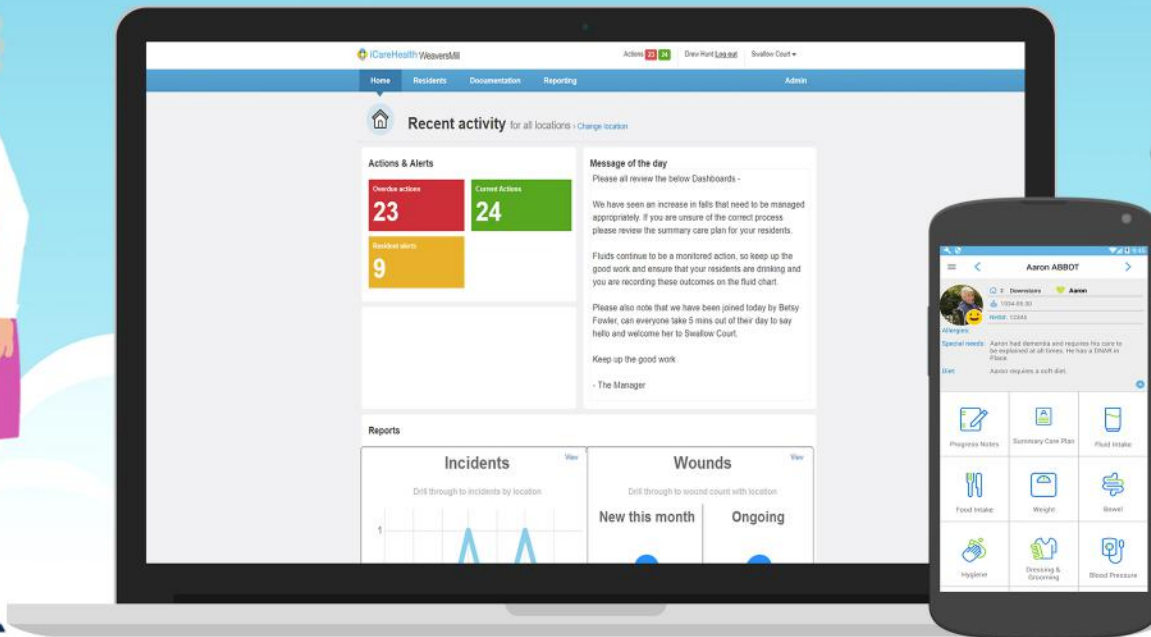 iCareHealth WeaversMill
Actions 23 24 Drew Hunt Log out Swallow Court
Home Residents Documentation Reporting Admin
Recent activity for all locations › Change location
Actions & Alerts
Overdue actions
23
Current Actions
24
Resident alerts
9
Message of the day
Please all review the below Dashboards -
We have seen an increase in falls that need to be managed
appropriately. If you are unsure of the correct process
please review the summary care plan for your residents.
Fluids continue to be a monitored action, so keep up the
good work and ensure that your residents are drinking and
you are recording these outcomes on the fluid chart.
Please also note that we have been joined today by Betsy
Fowler, can everyone take 5 mins out of their day to say
hello and welcome her to Swallow Court.
Keep up the good work
- The Manager
Reports
Incidents
View
Drill through to incidents by location
1
Wounds
View
Drill through to wound count with location
New this month
Ongoing
Aaron ABBOT
2 Downstairs Aaron
NHS#: 12345
Allergies:
Special needs: Aaron had dementia and requires his care to
be explained at all times. He has a DNAR in
Place.
Diet: Aaron requires a soft diet.
Progress Notes
Summary Care Plan
Fluid Intake
Food Intake
Weight
Bowel
Hygiene
Dressing &
Grooming
Blood Pressure